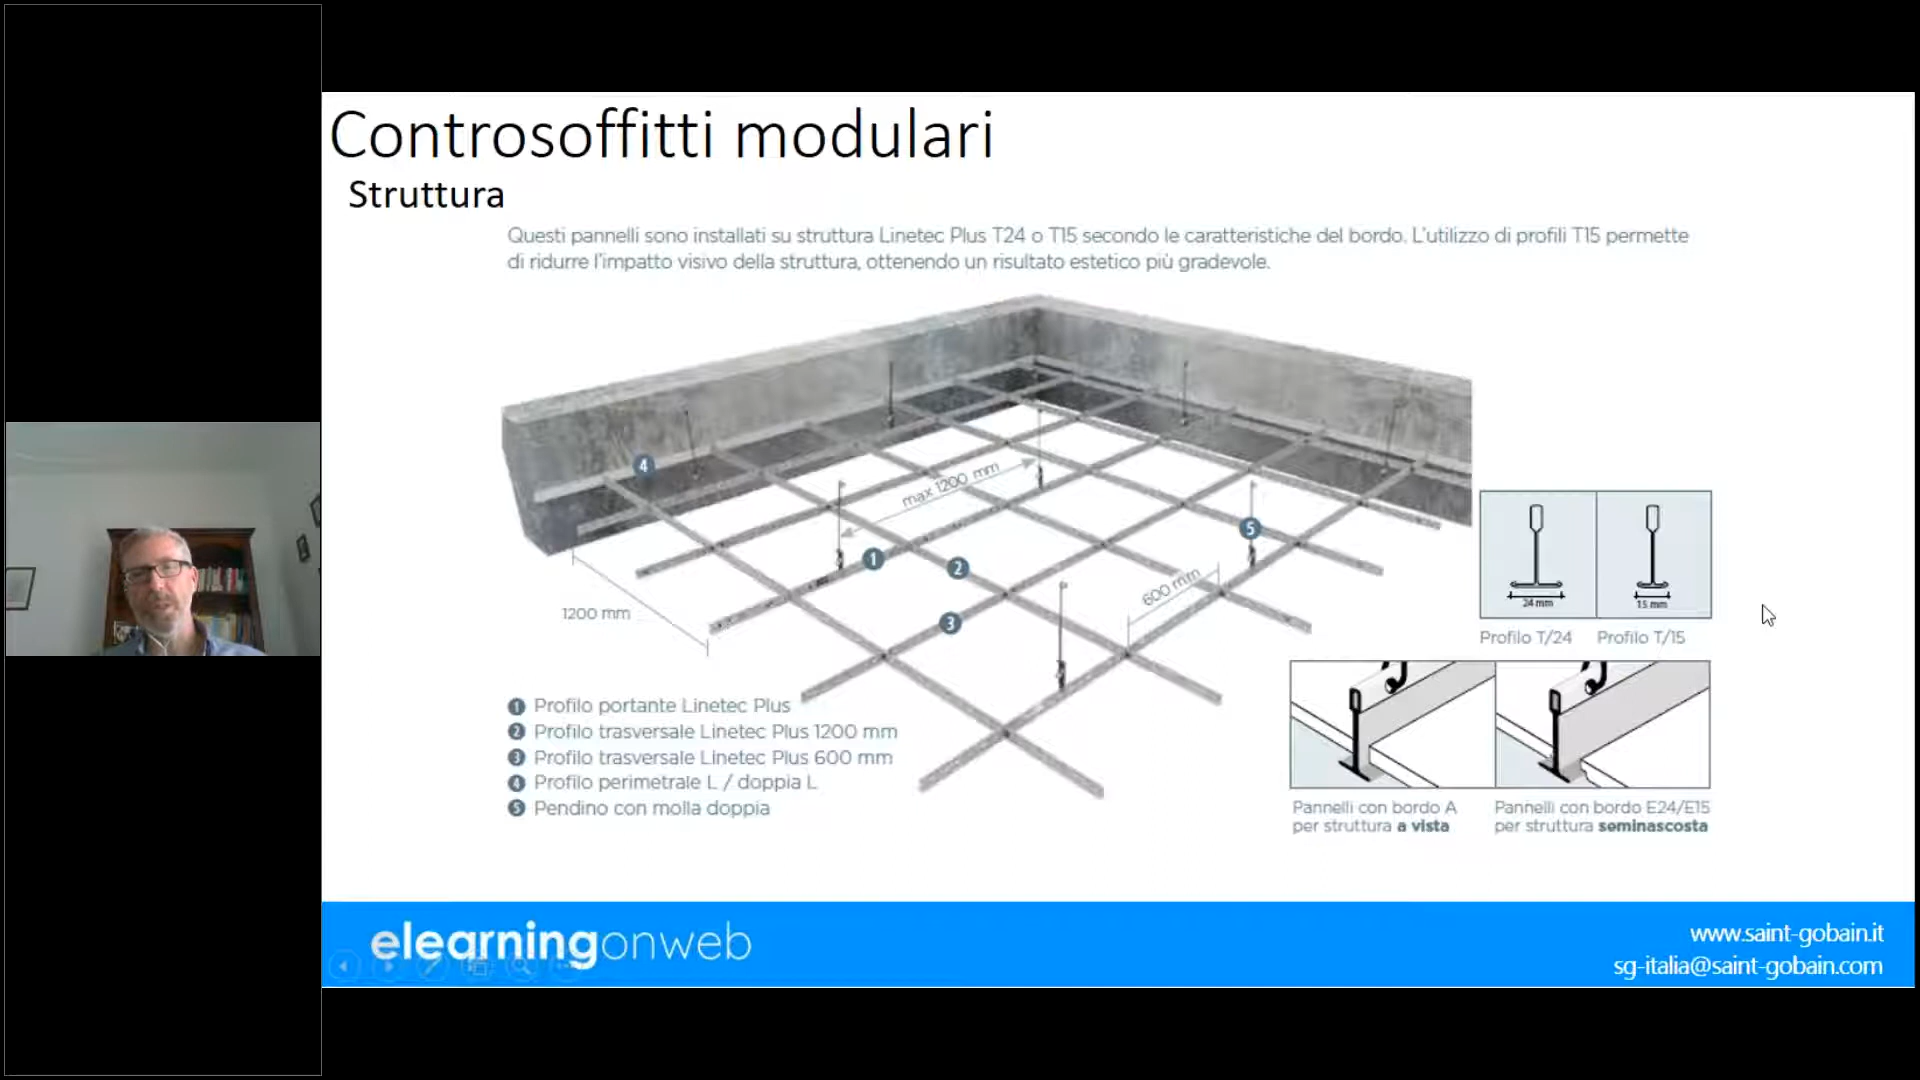 Controsoffitti modulari
Struttura
Questi pannelli sono installati su struttura Linetec Plus T24 o T15 secondo le caratteristiche del bordo. L'utilizzo di profili T15 permette
di ridurre l'impatto visivo della struttura, ottenendo un risultato estetico più gradevole.
4
max 1200 mm
5
1
2
600 mm
3
1200 mm
24 mm
15 mm
Profilo T/24
Profilo T/15
1 Profilo portante Linetec Plus
2 Profilo trasversale Linetec Plus 1200 mm
3 Profilo trasversale Linetec Plus 600 mm
4 Profilo perimetrale L / doppia L
5 Pendino con molla doppia
Pannelli con bordo A
per struttura a vista
Pannelli con bordo E24/E15
per struttura seminascosta
elearningonweb
www.saint-gobain.it
sg-italia@saint-gobain.com